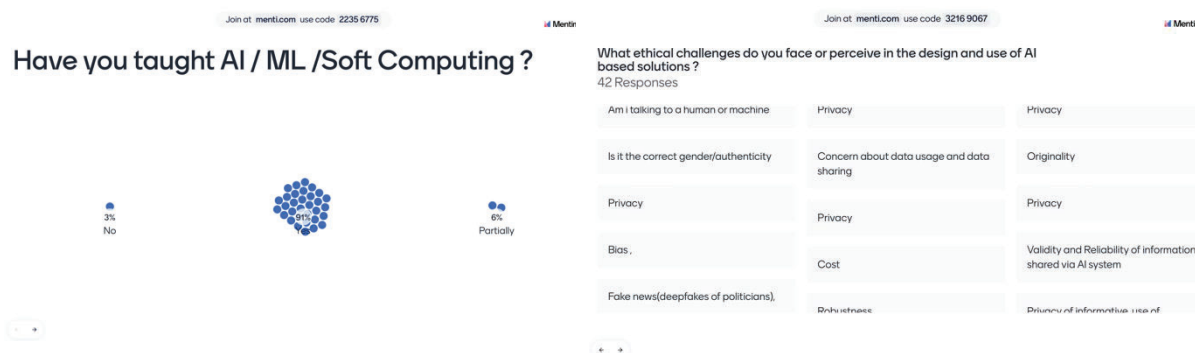 Join at menti.com use code 2235 6775
Mentim
Have you taught AI / ML /Soft Computing ?
3%
No
91%
6%
Partially
Join at menti.com use code 3216 9067
Menti
What ethical challenges do you face or perceive in the design and use of AI
based solutions ?
42 Responses
Am i talking to a human or machine
Is it the correct gender/authenticity
Privacy
Bias ,
Fake news(deepfakes of politicians),
Privacy
Concern about data usage and data
sharing
Privacy
Cost
Robustness
Privacy
Originality
Privacy
Validity and Reliability of information
shared via AI system
Privacy of informative use of